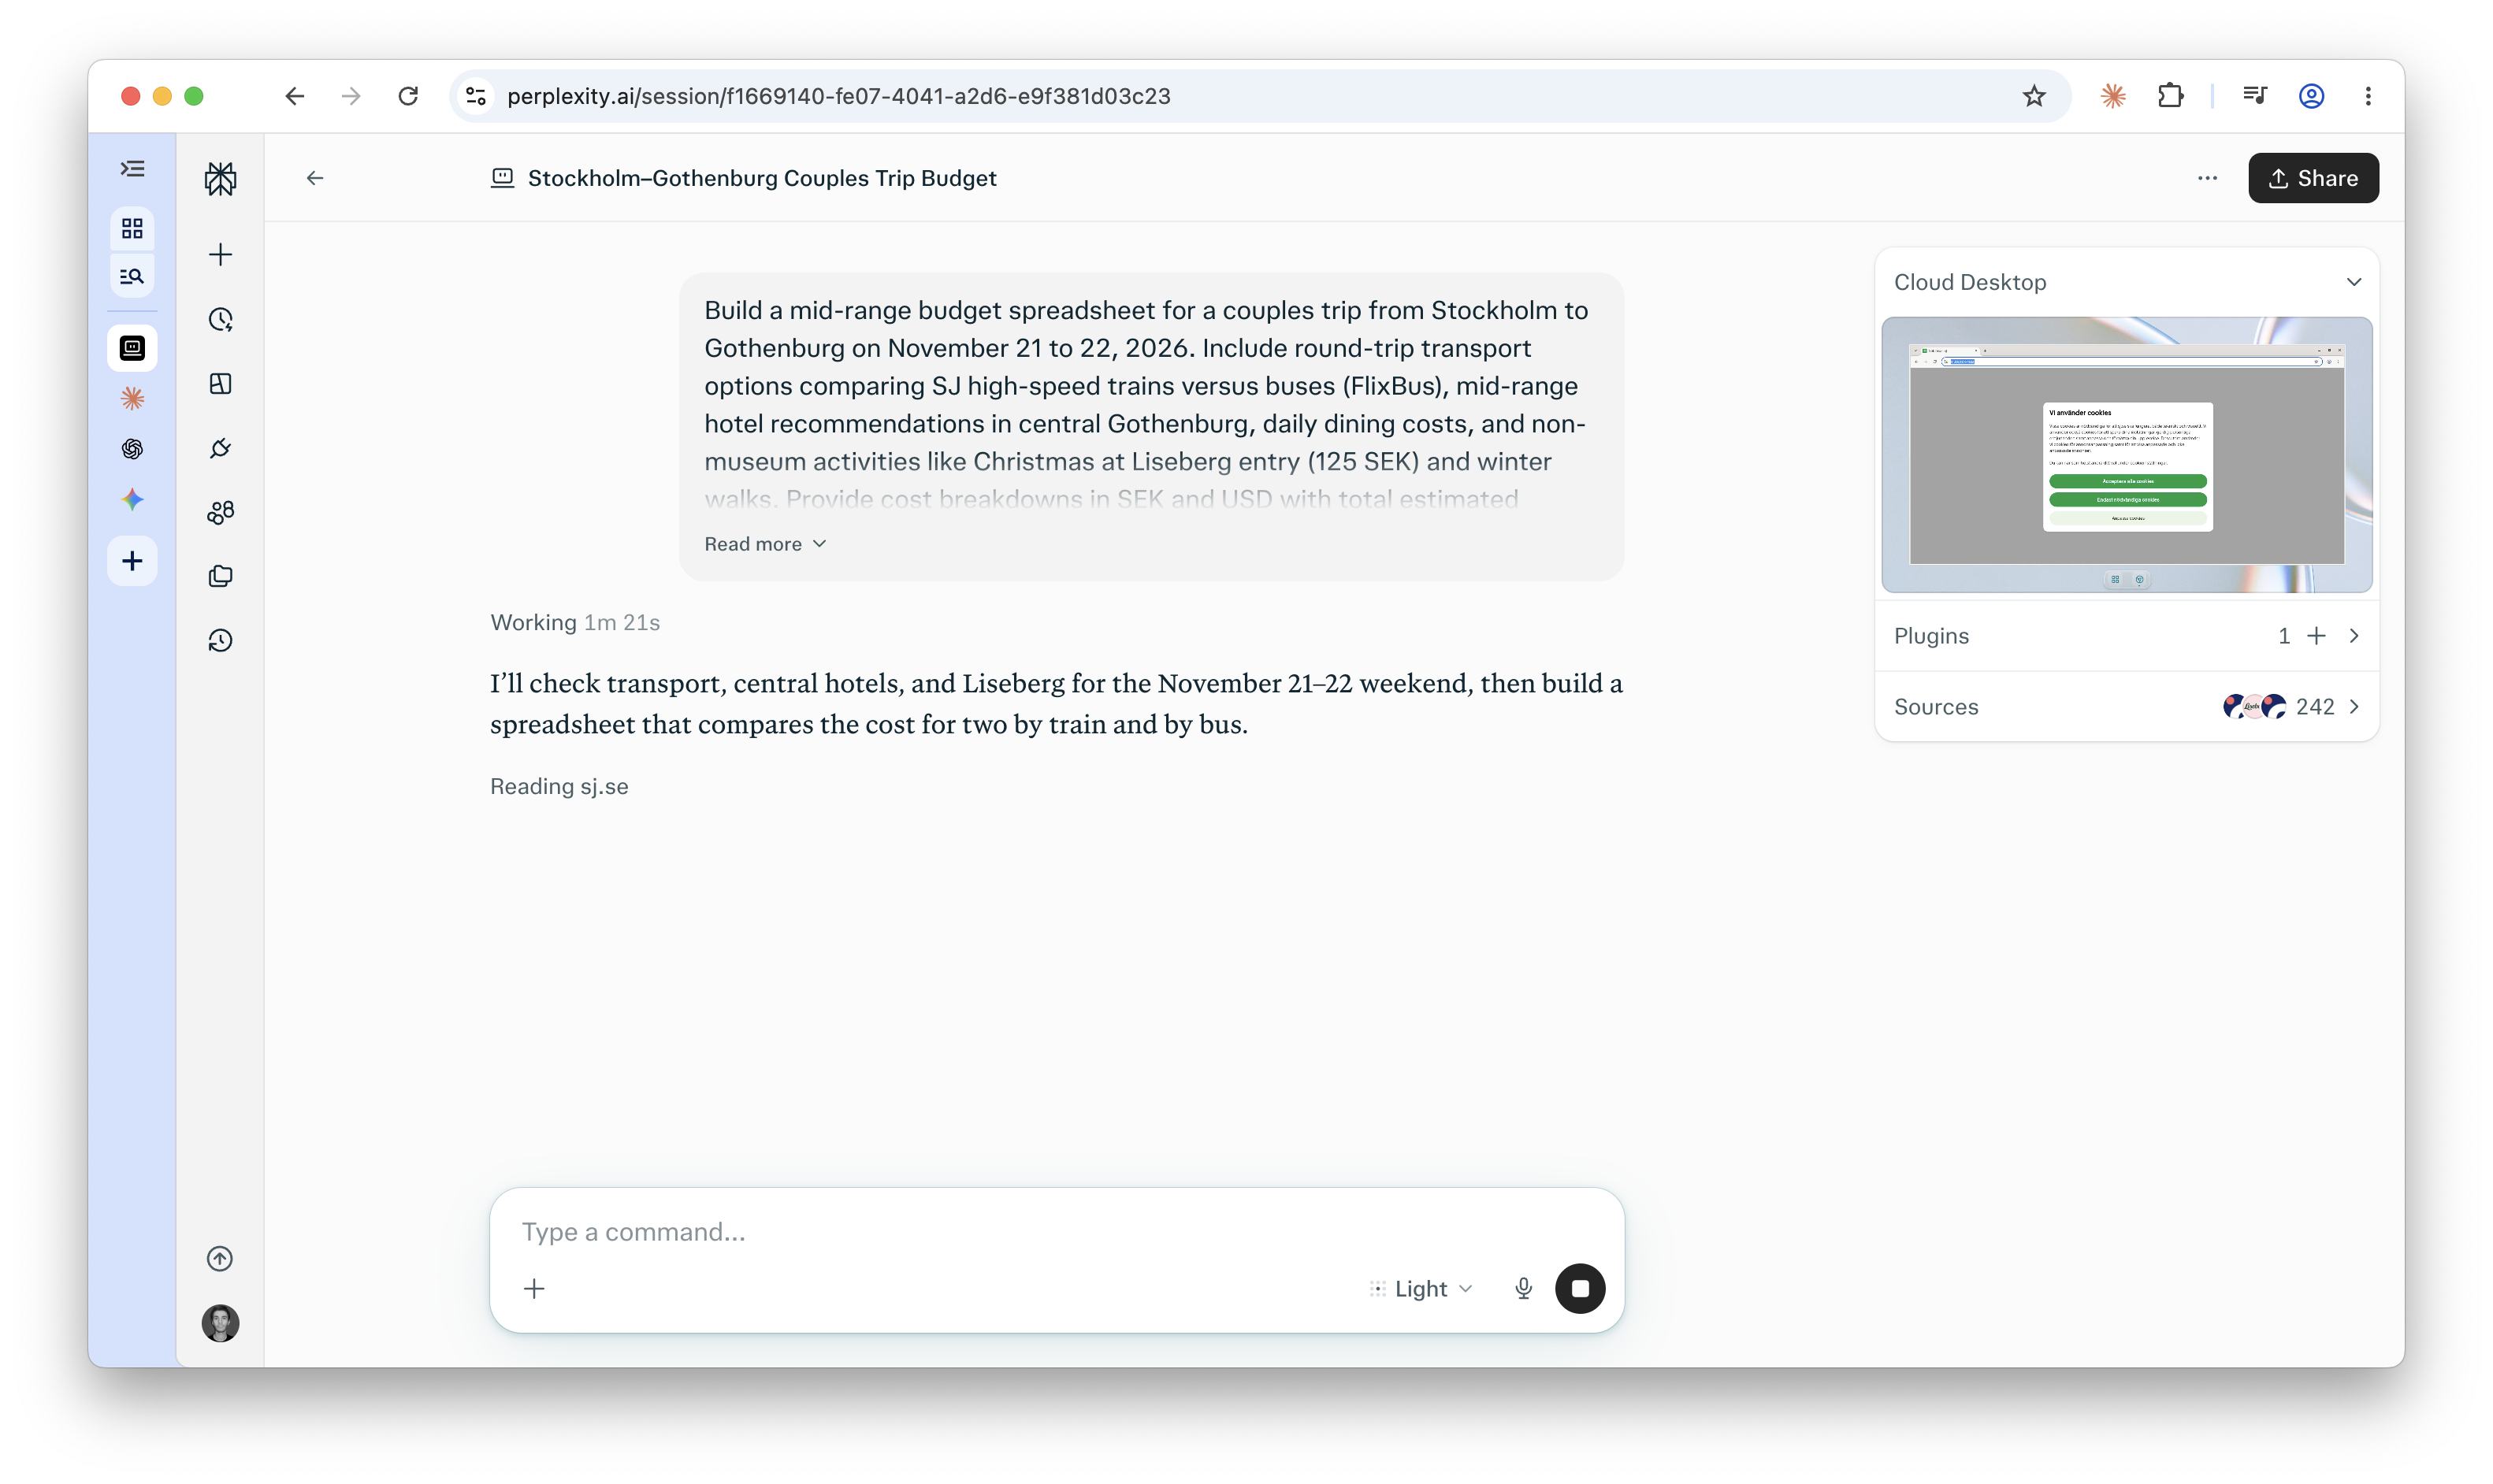 perplexity.ai/session/f1669140-fe07-4041-a2d6-e9f381d03c23
Stockholm–Gothenburg Couples Trip Budget
Share
Build a mid-range budget spreadsheet for a couples trip from Stockholm to
Gothenburg on November 21 to 22, 2026. Include round-trip transport
options comparing SJ high-speed trains versus buses (FlixBus), mid-range
hotel recommendations in central Gothenburg, daily dining costs, and non-
museum activities like Christmas at Liseberg entry (125 SEK) and winter
walks. Provide cost breakdowns in SEK and USD with total estimated
Read more
Working 1m 21s
I’ll check transport, central hotels, and Liseberg for the November 21–22 weekend, then build a
spreadsheet that compares the cost for two by train and by bus.
Reading sj.se
Type a command...
Light
Cloud Desktop
Vi använder cookies
Acceptera alla cookies
Endast nödvändiga cookies
Plugins
1
Sources
242